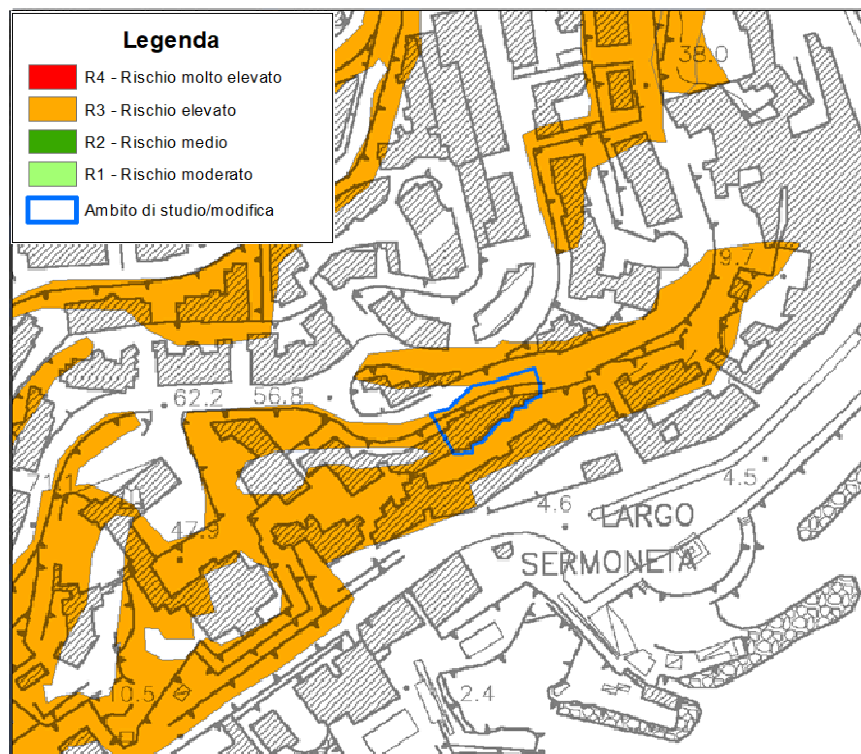 Legenda
R4 - Rischio molto elevato
R3 - Rischio elevato
R2 - Rischio medio
R1 - Rischio moderato
Ambito di studio/modifica
38.0
9.7
62.2
56.8
4.5
4.6
LARGO
47.9
SERMONETA
10.5
2.4